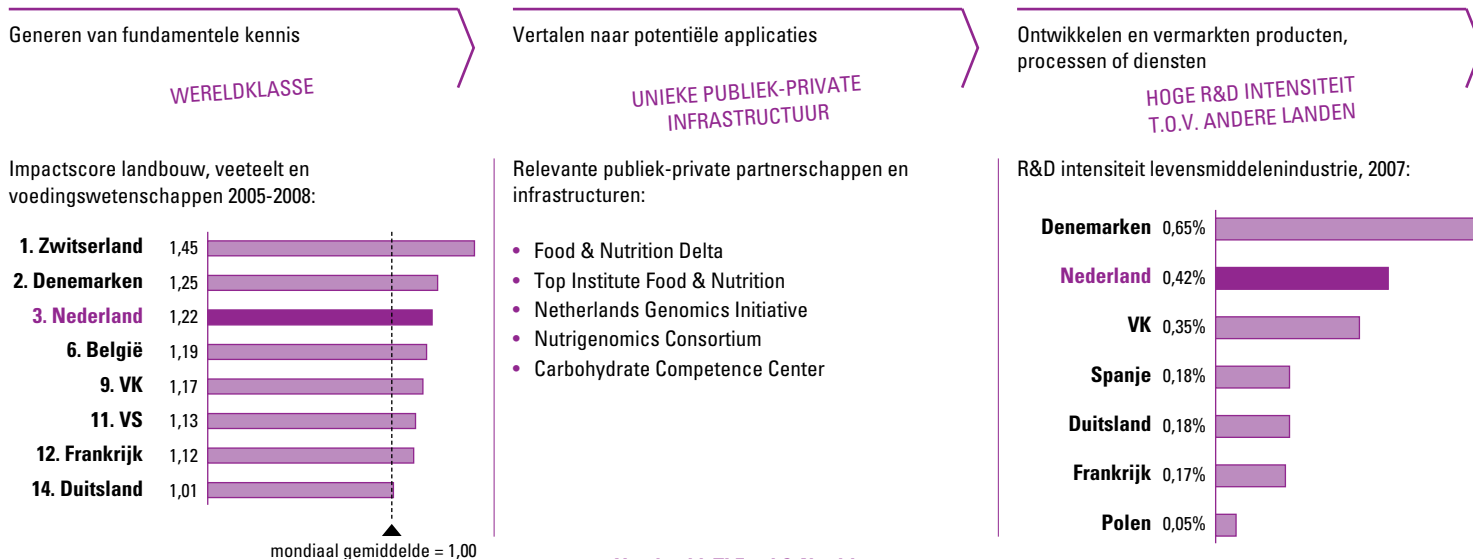 Generen van fundamentele kennis
WERELDKLASSE
Impactscore landbouw, veeteelt en
voedingswetenschappen 2005-2008:
1. Zwitserland 1,45
2. Denemarken 1,25
3. Nederland 1,22
6. België 1,19
9. VK 1,17
11. VS 1,13
12. Frankrijk 1,12
14. Duitsland 1,01
mondiaal gemiddelde = 1,00
Vertalen naar potentiële applicaties
UNIEKE PUBLIEK-PRIVATE
INFRASTRUCTUUR
Relevante publiek-private partnerschappen en
infrastructuren:
• Food & Nutrition Delta
• Top Institute Food & Nutrition
• Netherlands Genomics Initiative
• Nutrigenomics Consortium
• Carbohydrate Competence Center
Ontwikkelen en vermarkten producten,
processen of diensten
HOGE R&D INTENSITEIT
T.O.V. ANDERE LANDEN
R&D intensiteit levensmiddelenindustrie, 2007:
Denemarken 0,65%
Nederland 0,42%
VK 0,35%
Spanje 0,18%
Duitsland 0,18%
Frankrijk 0,17%
Polen 0,05%